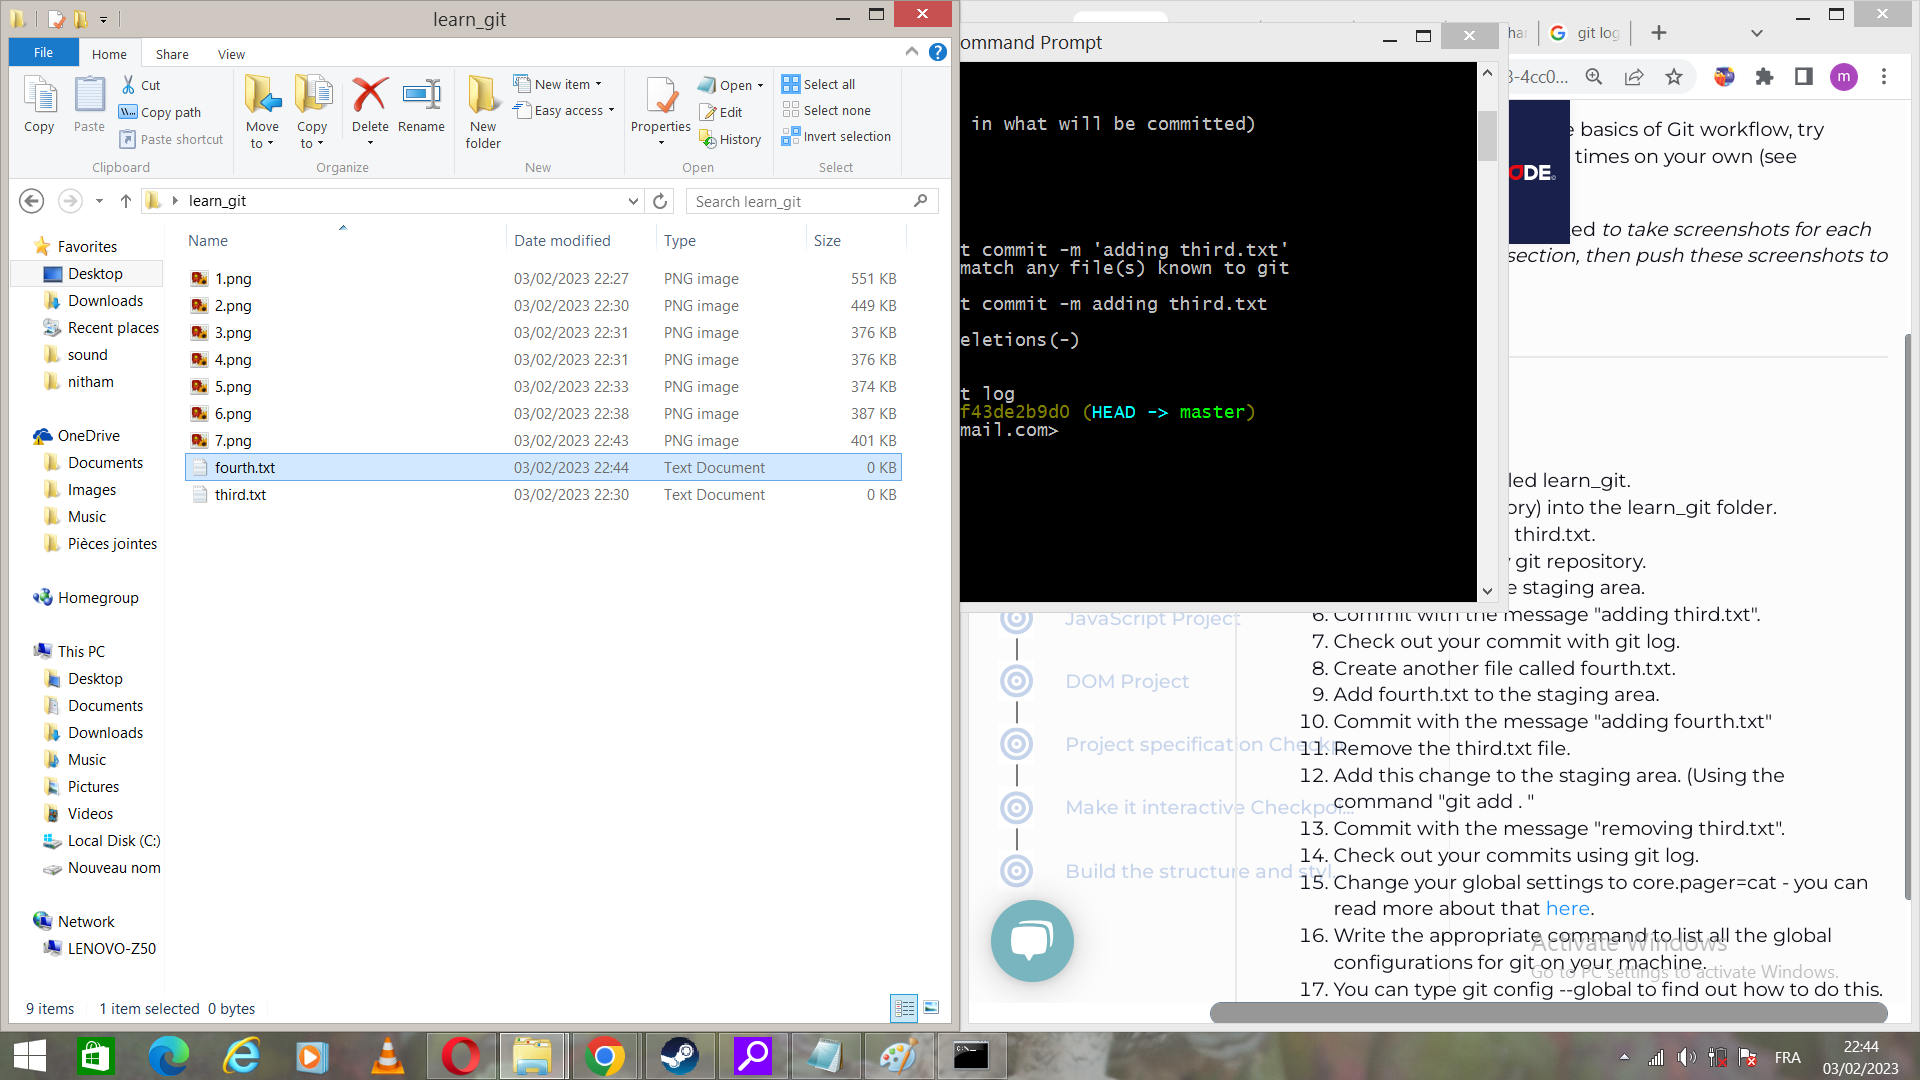 learn_git
File
Home
Share
View
Copy
Paste
Cut
Copy path
Paste shortcut
Clipboard
Move to
Copy to
Delete
Rename
Organize
New folder
New item
Easy access
New
Properties
Open
Edit
History
Open
Select all
Select none
Invert selection
Select
learn_git
Search learn_git
Favorites
Desktop
Downloads
Recent places
sound
nitham
OneDrive
Documents
Images
Music
Pièces jointes
Homegroup
This PC
Desktop
Documents
Downloads
Music
Pictures
Videos
Local Disk (C:)
Nouveau nom
Network
LENOVO-Z50
Name Date modified Type Size
1.png 03/02/2023 22:27 PNG image 551 KB
2.png 03/02/2023 22:30 PNG image 449 KB
3.png 03/02/2023 22:31 PNG image 376 KB
4.png 03/02/2023 22:31 PNG image 376 KB
5.png 03/02/2023 22:33 PNG image 374 KB
6.png 03/02/2023 22:38 PNG image 387 KB
7.png 03/02/2023 22:43 PNG image 401 KB
fourth.txt 03/02/2023 22:44 Text Document 0 KB
third.txt 03/02/2023 22:30 Text Document 0 KB
9 items 1 item selected 0 bytes
ommand Prompt
in what will be committed)
t commit -m 'adding third.txt'
match any file(s) known to git
t commit -m adding third.txt
eletions(-)
t log
f43de2b9d0 (HEAD -> master)
mail.com>
git log
3-4cc0...
m
e basics of Git workflow, try
times on your own (see
ODE
ed to take screenshots for each
section, then push these screenshots to
led learn_git.
ory) into the learn_git folder.
third.txt.
git repository.
e staging area.
6. Commit with the message "adding third.txt".
7. Check out your commit with git log.
8. Create another file called fourth.txt.
9. Add fourth.txt to the staging area.
10. Commit with the message "adding fourth.txt"
11. Remove the third.txt file.
12. Add this change to the staging area. (Using the
command "git add . "
13. Commit with the message "removing third.txt".
14. Check out your commits using git log.
15. Change your global settings to core.pager=cat - you can
read more about that here.
16. Write the appropriate command to list all the global
configurations for git on your machine.
17. You can type git config --global to find out how to do this.
JavaScript Project
DOM Project
Project specification Checkp
Make it interactive Checkpoi...
Build the structure and styl...
Activate Windows
Go to PC settings to activate Windows.
FRA
22:44
03/02/2023